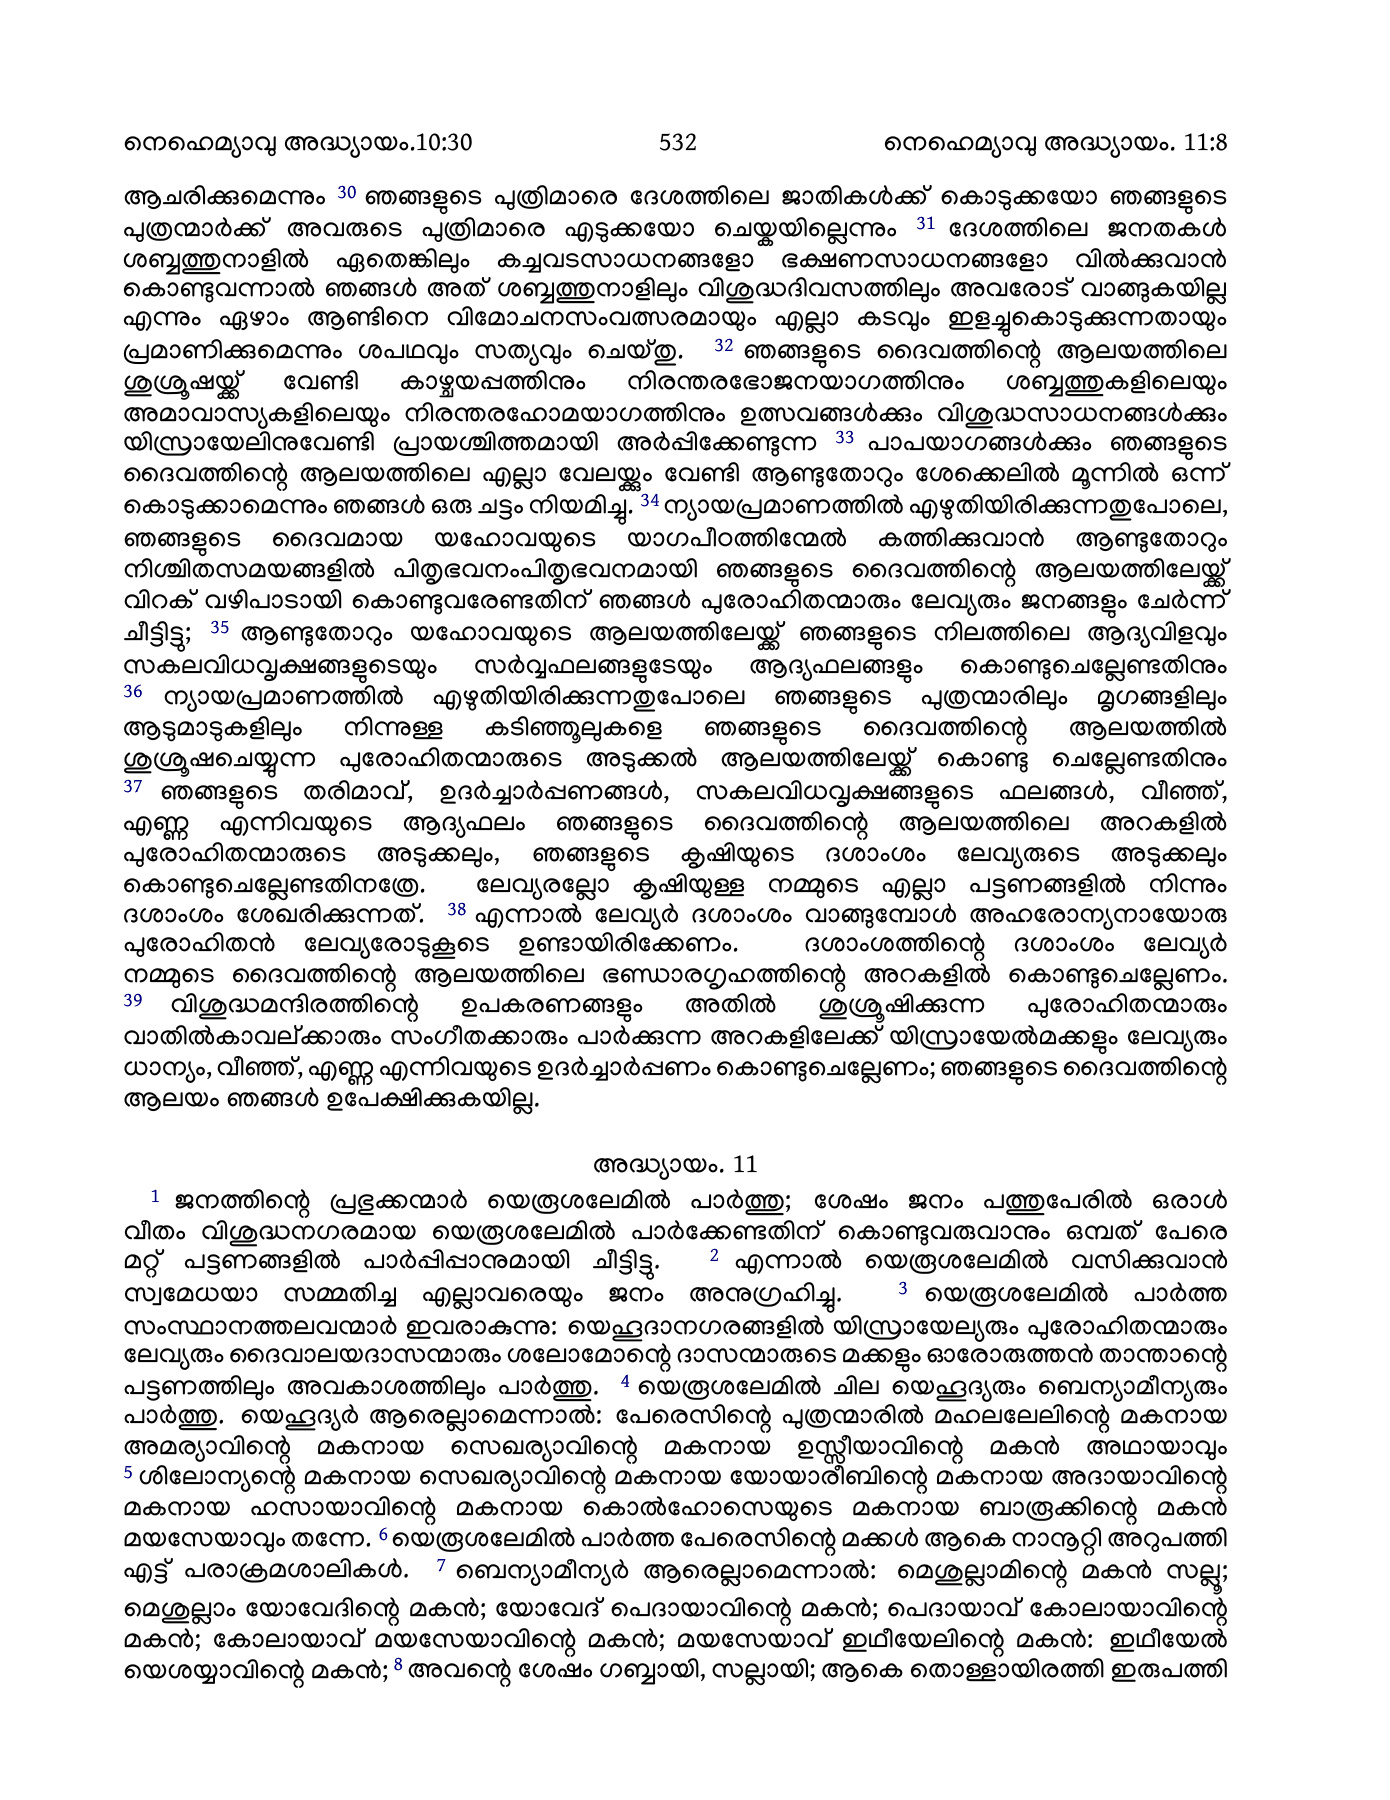 നെഹെമ്യാവു അദ്ധ്യായം.10:30 532 നെഹെമ്യാവു അദ്ധ്യായം. 11:8
ആചരിക്കുമെന്നും 30 ഞങ്ങളുടെ പുത്രിമാരെ ദേശത്തിലെ ജാതികൾക്ക് കൊടുക്കയോ ഞങ്ങളുടെ
പുത്രന്മാർക്ക് അവരുടെ പുത്രിമാരെ എടുക്കയോ ചെയ്കയില്ലെന്നും 31 ദേശത്തിലെ ജനതകൾ
ശബ്ബത്തുനാളിൽ ഏതെങ്കിലും കച്ചവടസാധനങ്ങളോ ഭക്ഷണസാധനങ്ങളോ വിൽക്കുവാൻ
കൊണ്ടുവന്നാൽ ഞങ്ങൾ അത് ശബ്ബത്തുനാളിലും വിശുദ്ധദിവസത്തിലും അവരോട് വാങ്ങുകയില്ല
എന്നും ഏഴാം ആണ്ടിനെ വിമോചനസംവത്സരമായും എല്ലാ കടവും ഇളച്ചുകൊടുക്കുന്നതായും
പ്രമാണിക്കുമെന്നും ശപഥവും സത്യവും ചെയ്തു. 32 ഞങ്ങളുടെ ദൈവത്തിന്റെ ആലയത്തിലെ
ശുശ്രൂഷയ്ക്ക് വേണ്ടി കാഴ്ചയപ്പത്തിനും നിരന്തരഭോജനയാഗത്തിനും ശബ്ബത്തുകളിലെയും
അമാവാസ്യകളിലെയും നിരന്തരഹോമയാഗത്തിനും ഉത്സവങ്ങൾക്കും വിശുദ്ധസാധനങ്ങൾക്കും
യിസ്രായേലിനുവേണ്ടി പ്രായശ്ചിത്തമായി അർപ്പിക്കേണ്ടുന്ന 33 പാപയാഗങ്ങൾക്കും ഞങ്ങളുടെ
ദൈവത്തിന്റെ ആലയത്തിലെ എല്ലാ വേലയ്ക്കും വേണ്ടി ആണ്ടുതോറും ശേക്കെലിൽ മൂന്നിൽ ഒന്ന്
കൊടുക്കാമെന്നും ഞങ്ങൾ ഒരു ചട്ടം നിയമിച്ചു. 34 ന്യായപ്രമാണത്തിൽ എഴുതിയിരിക്കുന്നതുപോലെ,
ഞങ്ങളുടെ ദൈവമായ യഹോവയുടെ യാഗപീഠത്തിന്മേൽ കത്തിക്കുവാൻ ആണ്ടുതോറും
നിശ്ചിതസമയങ്ങളിൽ പിതൃഭവനംപിതൃഭവനമായി ഞങ്ങളുടെ ദൈവത്തിന്റെ ആലയത്തിലേയ്ക്ക്
വിറക് വഴിപാടായി കൊണ്ടുവരേണ്ടതിന് ഞങ്ങൾ പുരോഹിതന്മാരും ലേവ്യരും ജനങ്ങളും ചേർന്ന്
ചീട്ടിട്ടു; 35 ആണ്ടുതോറും യഹോവയുടെ ആലയത്തിലേയ്ക്ക് ഞങ്ങളുടെ നിലത്തിലെ ആദ്യവിളവും
സകലവിധവൃക്ഷങ്ങളുടെയും സർവ്വഫലങ്ങളുടേയും ആദ്യഫലങ്ങളും കൊണ്ടുചെല്ലേണ്ടതിനും
36 ന്യായപ്രമാണത്തിൽ എഴുതിയിരിക്കുന്നതുപോലെ ഞങ്ങളുടെ പുത്രന്മാരിലും മൃഗങ്ങളിലും
ആടുമാടുകളിലും നിന്നുള്ള കടിഞ്ഞൂലുകളെ ഞങ്ങളുടെ ദൈവത്തിന്റെ ആലയത്തിൽ
ശുശ്രൂഷചെയ്യുന്ന പുരോഹിതന്മാരുടെ അടുക്കൽ ആലയത്തിലേയ്ക്ക് കൊണ്ടു ചെല്ലേണ്ടതിനും
37 ഞങ്ങളുടെ തരിമാവ്, ഉദർച്ചാർപ്പണങ്ങൾ, സകലവിധവൃക്ഷങ്ങളുടെ ഫലങ്ങൾ, വീഞ്ഞ്,
എണ്ണ എന്നിവയുടെ ആദ്യഫലം ഞങ്ങളുടെ ദൈവത്തിന്റെ ആലയത്തിലെ അറകളിൽ
പുരോഹിതന്മാരുടെ അടുക്കലും, ഞങ്ങളുടെ കൃഷിയുടെ ദശാംശം ലേവ്യരുടെ അടുക്കലും
കൊണ്ടുചെല്ലേണ്ടതിനത്രേ. ലേവ്യരല്ലോ കൃഷിയുള്ള നമ്മുടെ എല്ലാ പട്ടണങ്ങളിൽ നിന്നും
ദശാംശം ശേഖരിക്കുന്നത്. 38 എന്നാൽ ലേവ്യർ ദശാംശം വാങ്ങുമ്പോൾ അഹരോന്യനായോരു
പുരോഹിതൻ ലേവ്യരോടുകൂടെ ഉണ്ടായിരിക്കേണം. ദശാംശത്തിന്റെ ദശാംശം ലേവ്യർ
നമ്മുടെ ദൈവത്തിന്റെ ആലയത്തിലെ ഭണ്ഡാരഗൃഹത്തിന്റെ അറകളിൽ കൊണ്ടുചെല്ലേണം.
39 വിശുദ്ധമന്ദിരത്തിന്റെ ഉപകരണങ്ങളും അതിൽ ശുശ്രൂഷിക്കുന്ന പുരോഹിതന്മാരും
വാതിൽകാവല്ക്കാരും സംഗീതക്കാരും പാർക്കുന്ന അറകളിലേക്ക് യിസ്രായേൽമക്കളും ലേവ്യരും
ധാന്യം, വീഞ്ഞ്, എണ്ണ എന്നിവയുടെ ഉദർച്ചാർപ്പണം കൊണ്ടുചെല്ലേണം; ഞങ്ങളുടെ ദൈവത്തിന്റെ
ആലയം ഞങ്ങൾ ഉപേക്ഷിക്കുകയില്ല.
അദ്ധ്യായം. 11
1 ജനത്തിന്റെ പ്രഭുക്കന്മാർ യെരൂശലേമിൽ പാർത്തു; ശേഷം ജനം പത്തുപേരിൽ ഒരാൾ
വീതം വിശുദ്ധനഗരമായ യെരൂശലേമിൽ പാർക്കേണ്ടതിന് കൊണ്ടുവരുവാനും ഒമ്പത് പേരെ
മറ്റ് പട്ടണങ്ങളിൽ പാർപ്പിപ്പാനുമായി ചീട്ടിട്ടു. 2 എന്നാൽ യെരൂശലേമിൽ വസിക്കുവാൻ
സ്വമേധയാ സമ്മതിച്ച എല്ലാവരെയും ജനം അനുഗ്രഹിച്ചു. 3 യെരൂശലേമിൽ പാർത്ത
സംസ്ഥാനത്തലവന്മാർ ഇവരാകുന്നു: യെഹൂദാനഗരങ്ങളിൽ യിസ്രായേല്യരും പുരോഹിതന്മാരും
ലേവ്യരും ദൈവാലയദാസന്മാരും ശലോമോന്റെ ദാസന്മാരുടെ മക്കളും ഓരോരുത്തൻ താന്താന്റെ
പട്ടണത്തിലും അവകാശത്തിലും പാർത്തു. 4 യെരൂശലേമിൽ ചില യെഹൂദ്യരും ബെന്യാമീന്യരും
പാർത്തു. യെഹൂദ്യർ ആരെല്ലാമെന്നാൽ: പേരെസിന്റെ പുത്രന്മാരിൽ മഹലലേലിന്റെ മകനായ
അമര്യാവിന്റെ മകനായ സെഖര്യാവിന്റെ മകനായ ഉസ്സീയാവിന്റെ മകൻ അഥായാവും
5 ശിലോന്യന്റെ മകനായ സെഖര്യാവിന്റെ മകനായ യോയാരീബിന്റെ മകനായ അദായാവിന്റെ
മകനായ ഹസായാവിന്റെ മകനായ കൊൽഹോസെയുടെ മകനായ ബാരൂക്കിന്റെ മകൻ
മയസേയാവും തന്നേ. 6 യെരൂശലേമിൽ പാർത്ത പേരെസിന്റെ മക്കൾ ആകെ നാനൂറ്റി അറുപത്തി
എട്ട് പരാക്രമശാലികൾ. 7 ബെന്യാമീന്യർ ആരെല്ലാമെന്നാൽ: മെശുല്ലാമിന്റെ മകൻ സല്ലൂ;
മെശുല്ലാം യോവേദിന്റെ മകൻ; യോവേദ് പെദായാവിന്റെ മകൻ; പെദായാവ് കോലായാവിന്റെ
മകൻ; കോലായാവ് മയസേയാവിന്റെ മകൻ; മയസേയാവ് ഇഥീയേലിന്റെ മകൻ: ഇഥീയേൽ
യെശയ്യാവിന്റെ മകൻ; 8 അവന്റെ ശേഷം ഗബ്ബായി, സല്ലായി; ആകെ തൊള്ളായിരത്തി ഇരുപത്തി